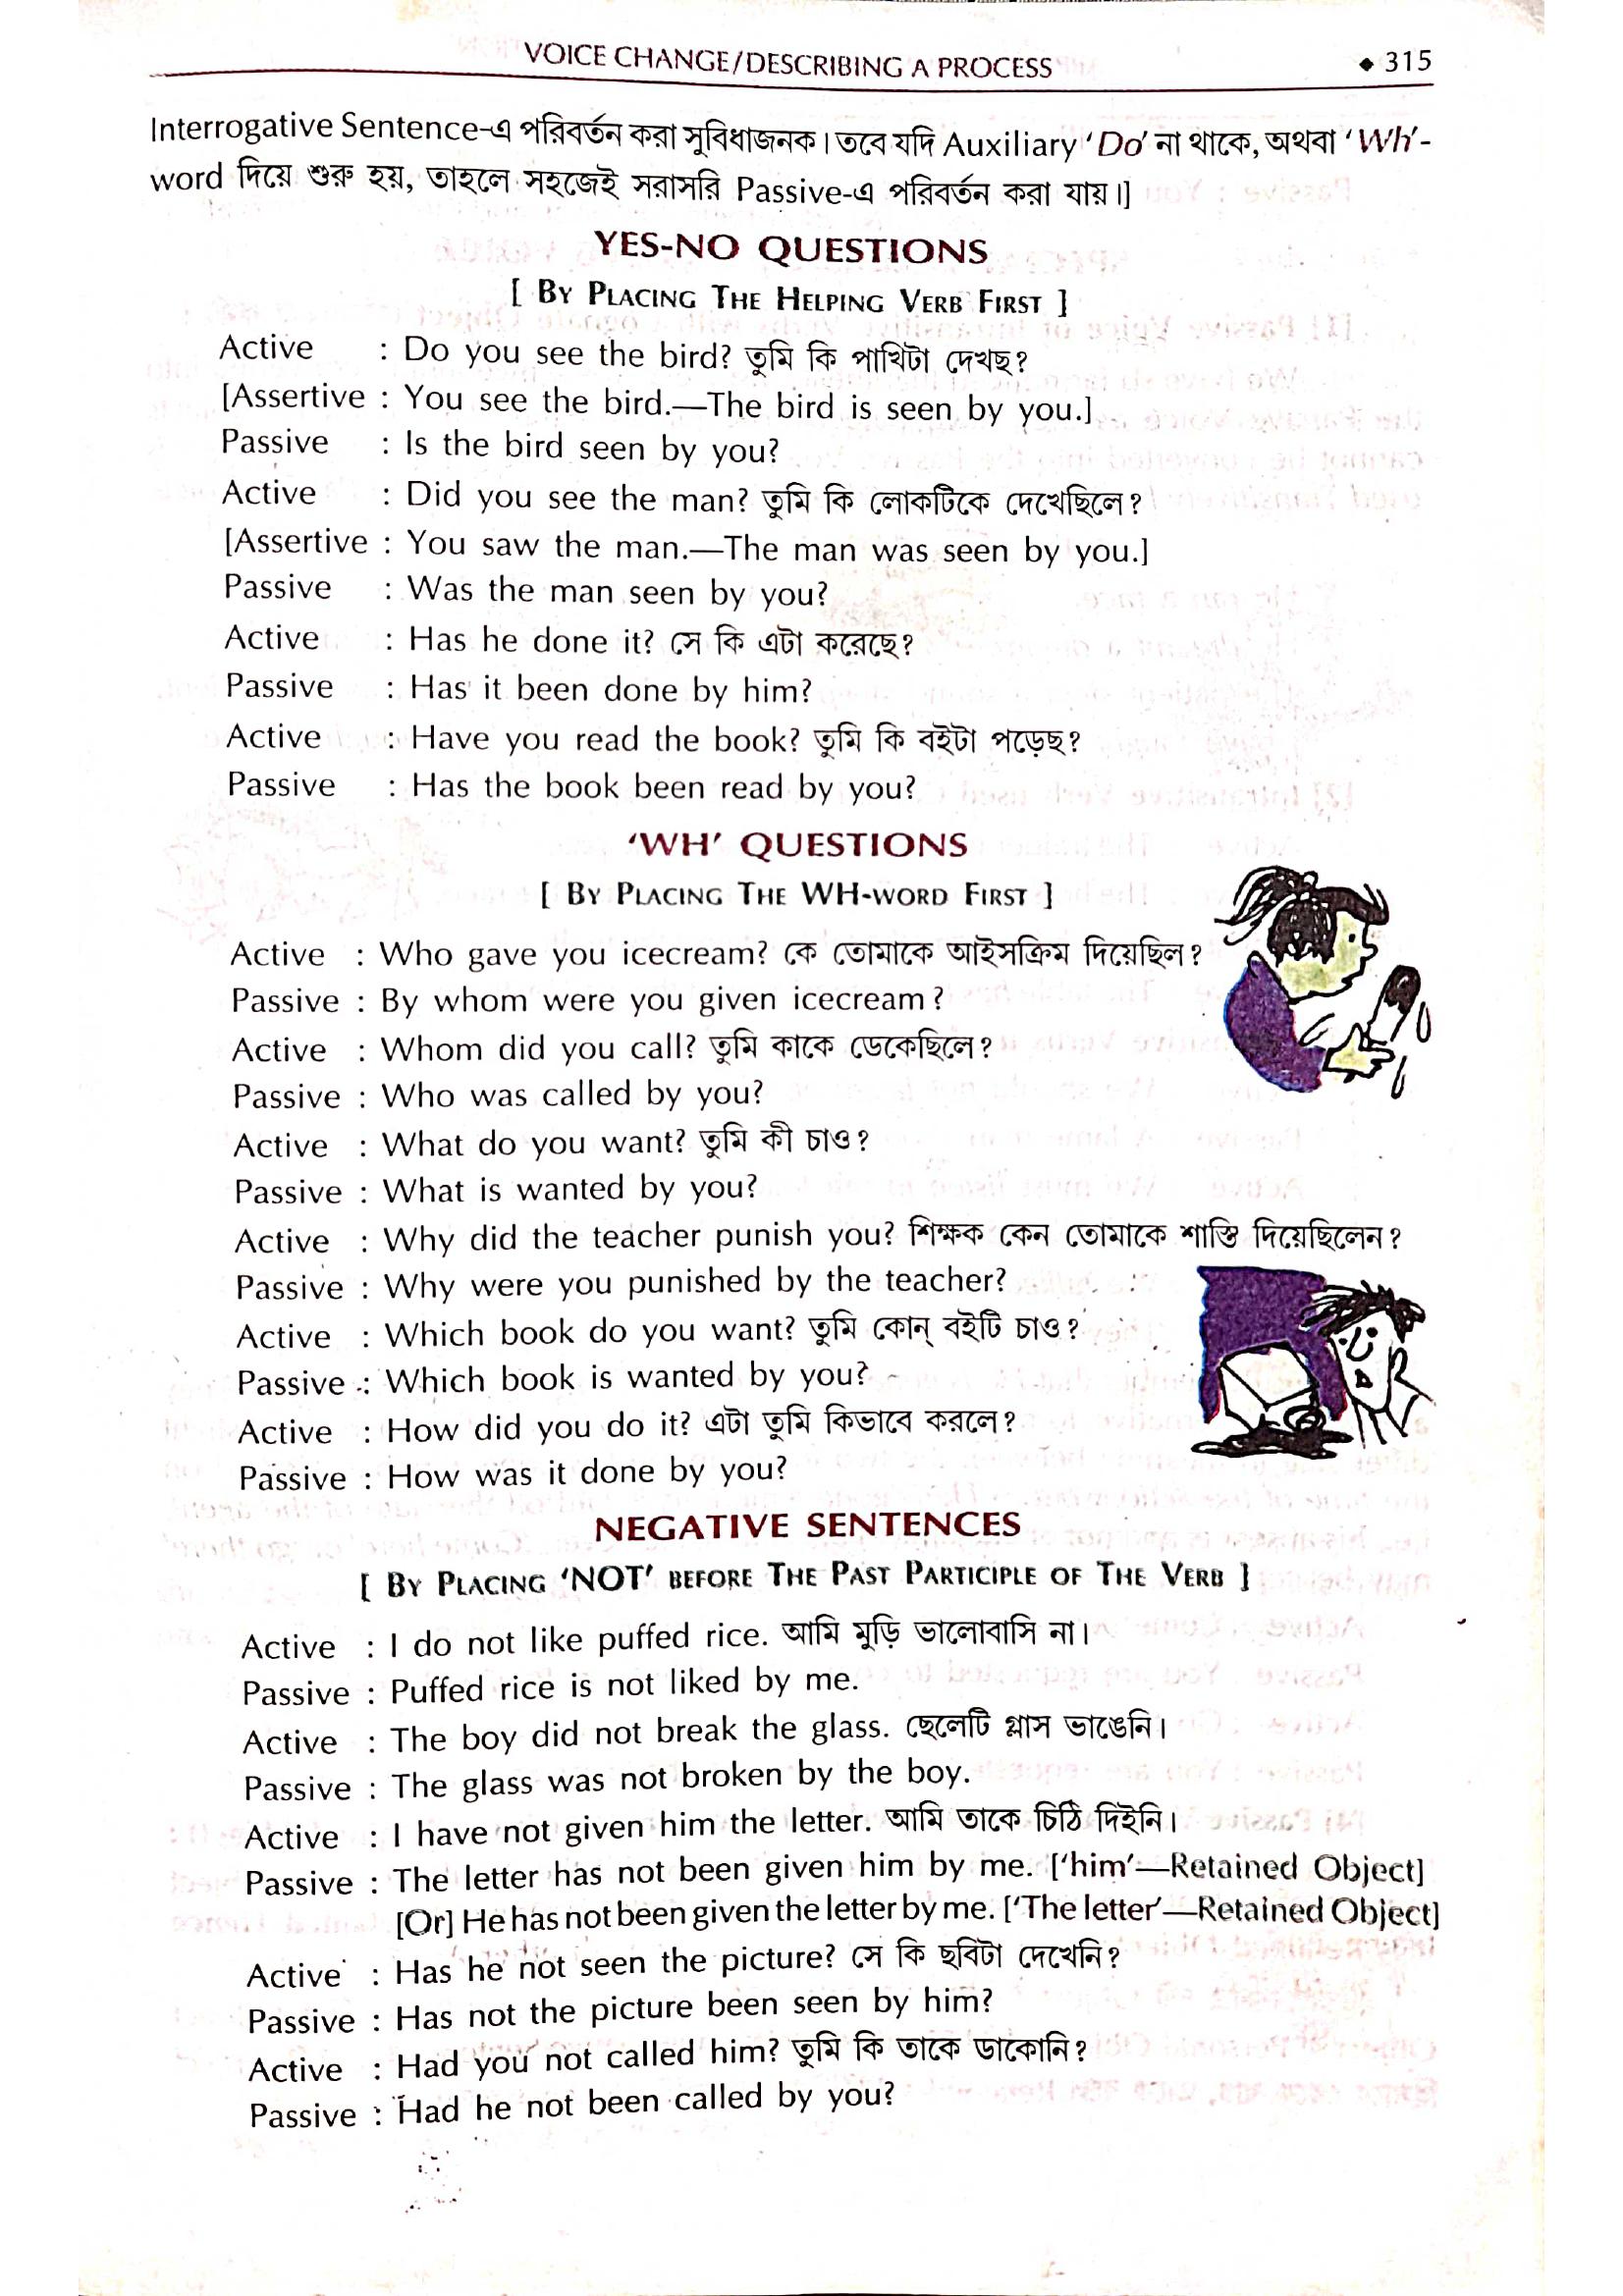 VOICE CHANGE/DESCRIBING A PROCESS ◆ 315
Interrogative Sentence-এ পরিবর্তন করা সুবিধাজনক। তবে যদি Auxiliary ‘Do’ না থাকে, অথবা ‘Wh’-
word দিয়ে শুরু হয়, তাহলে সহজেই সরাসরি Passive-এ পরিবর্তন করা যায়।]
YES-NO QUESTIONS
[ BY PLACING THE HELPING VERB FIRST ]
Active : Do you see the bird? তুমি কি পাখিটা দেখছ?
[Assertive : You see the bird.—The bird is seen by you.]
Passive : Is the bird seen by you?
Active : Did you see the man? তুমি কি লোকটিকে দেখেছিলে?
[Assertive : You saw the man.—The man was seen by you.]
Passive : Was the man seen by you?
Active : Has he done it? সে কি এটা করেছে?
Passive : Has it been done by him?
Active : Have you read the book? তুমি কি বইটা পড়েছ?
Passive : Has the book been read by you?
‘WH’ QUESTIONS
[ BY PLACING THE WH-WORD FIRST ]
Active : Who gave you icecream? কে তোমাকে আইসক্রিম দিয়েছিল?
Passive : By whom were you given icecream?
Active : Whom did you call? তুমি কাকে ডেকেছিলে?
Passive : Who was called by you?
Active : What do you want? তুমি কী চাও?
Passive : What is wanted by you?
Active : Why did the teacher punish you? শিক্ষক কেন তোমাকে শাস্তি দিয়েছিলেন?
Passive : Why were you punished by the teacher?
Active : Which book do you want? তুমি কোন্ বইটি চাও?
Passive : Which book is wanted by you?
Active : How did you do it? এটা তুমি কিভাবে করলে?
Passive : How was it done by you?
NEGATIVE SENTENCES
[ BY PLACING ‘NOT’ BEFORE THE PAST PARTICIPLE OF THE VERB ]
Active : I do not like puffed rice. আমি মুড়ি ভালোবাসি না।
Passive : Puffed rice is not liked by me.
Active : The boy did not break the glass. ছেলেটি গ্লাস ভাঙেনি।
Passive : The glass was not broken by the boy.
Active : I have not given him the letter. আমি তাকে চিঠি দিইনি।
Passive : The letter has not been given him by me. [‘him’—Retained Object]
[Or] He has not been given the letter by me. [‘The letter’—Retained Object]
Active : Has he not seen the picture? সে কি ছবিটা দেখেনি?
Passive : Has not the picture been seen by him?
Active : Had you not called him? তুমি কি তাকে ডাকোনি?
Passive : Had he not been called by you?